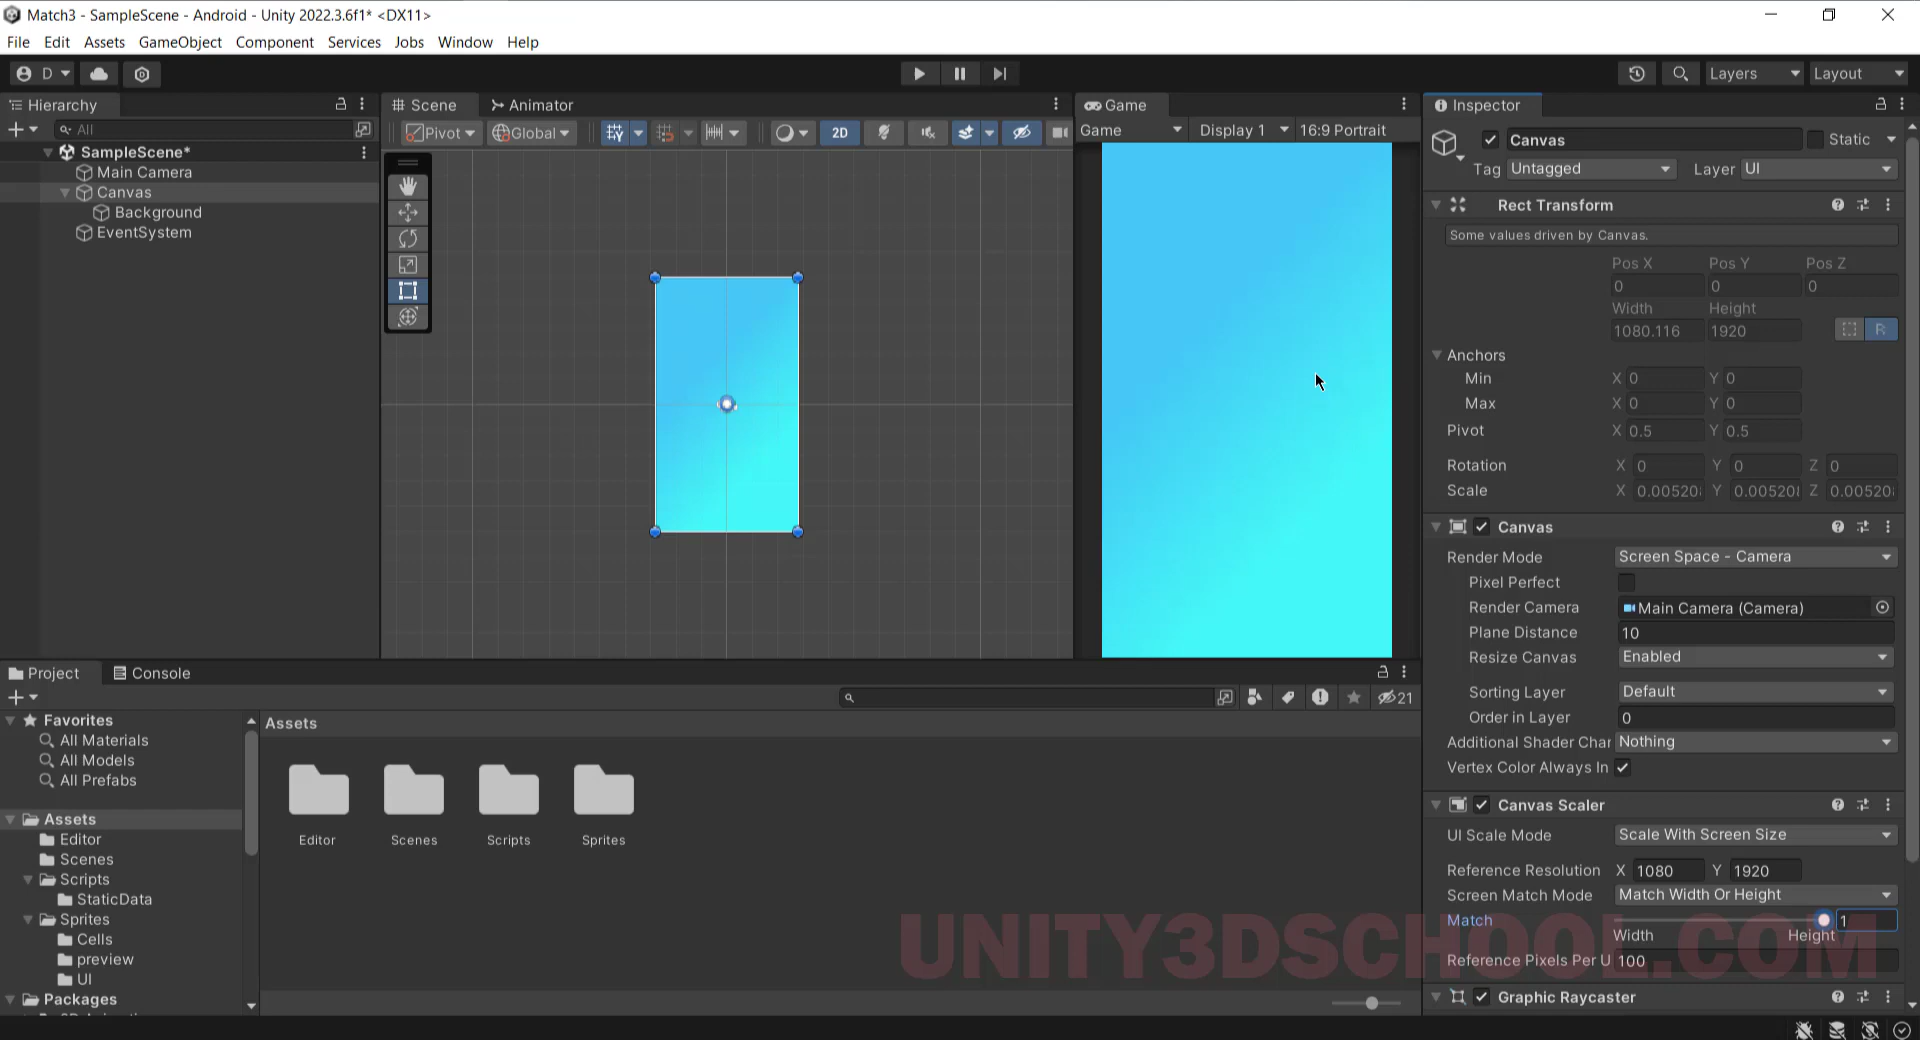 Match3 - SampleScene - Android - Unity 2022.3.6f1* <DX11>
File Edit Assets GameObject Component Services Jobs Window Help
D Layers Layout
Hierarchy
All
SampleScene*
Main Camera
Canvas
Background
EventSystem
Scene Animator
Pivot Global 2D
Game
Game Display 1 16:9 Portrait
Inspector
Canvas Static
Tag Untagged Layer UI
Rect Transform
Some values driven by Canvas.
Pos X Pos Y Pos Z
0 0 0
Width Height
1080.116 1920 R
Anchors
Min X 0 Y 0
Max X 0 Y 0
Pivot X 0.5 Y 0.5
Rotation X 0 Y 0 Z 0
Scale X 0.00520 Y 0.00520 Z 0.00520
Canvas
Render Mode Screen Space - Camera
Pixel Perfect
Render Camera Main Camera (Camera)
Plane Distance 10
Resize Canvas Enabled
Sorting Layer Default
Order in Layer 0
Additional Shader Char Nothing
Vertex Color Always In
Canvas Scaler
UI Scale Mode Scale With Screen Size
Reference Resolution X 1080 Y 1920
Screen Match Mode Match Width Or Height
Match 1
Width Height
Reference Pixels Per U 100
Graphic Raycaster
Project Console
21
Favorites
All Materials
All Models
All Prefabs
Assets
Editor
Scenes
Scripts
StaticData
Sprites
Cells
preview
UI
Packages
Assets
Editor Scenes Scripts Sprites
UNITY3DSCHOOL.COM